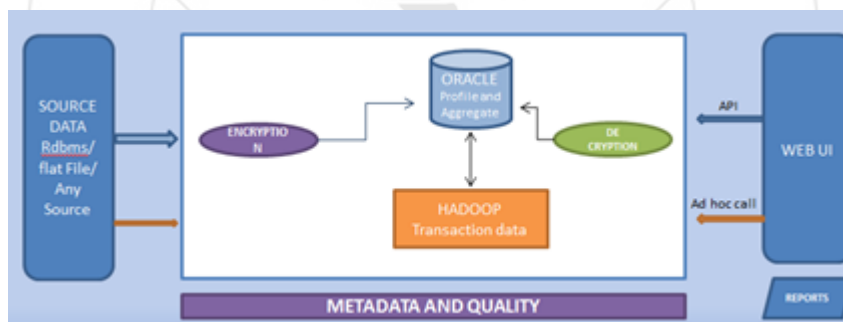 SOURCE
DATA
Rdbms/
flat File/
Any
Source
ENCRYPTIO
N
ORACLE
Profile and
Aggregate
DE
CRYPTION
HADOOP
Transaction data
API
Ad hoc call
WEB UI
REPORTS
METADATA AND QUALITY